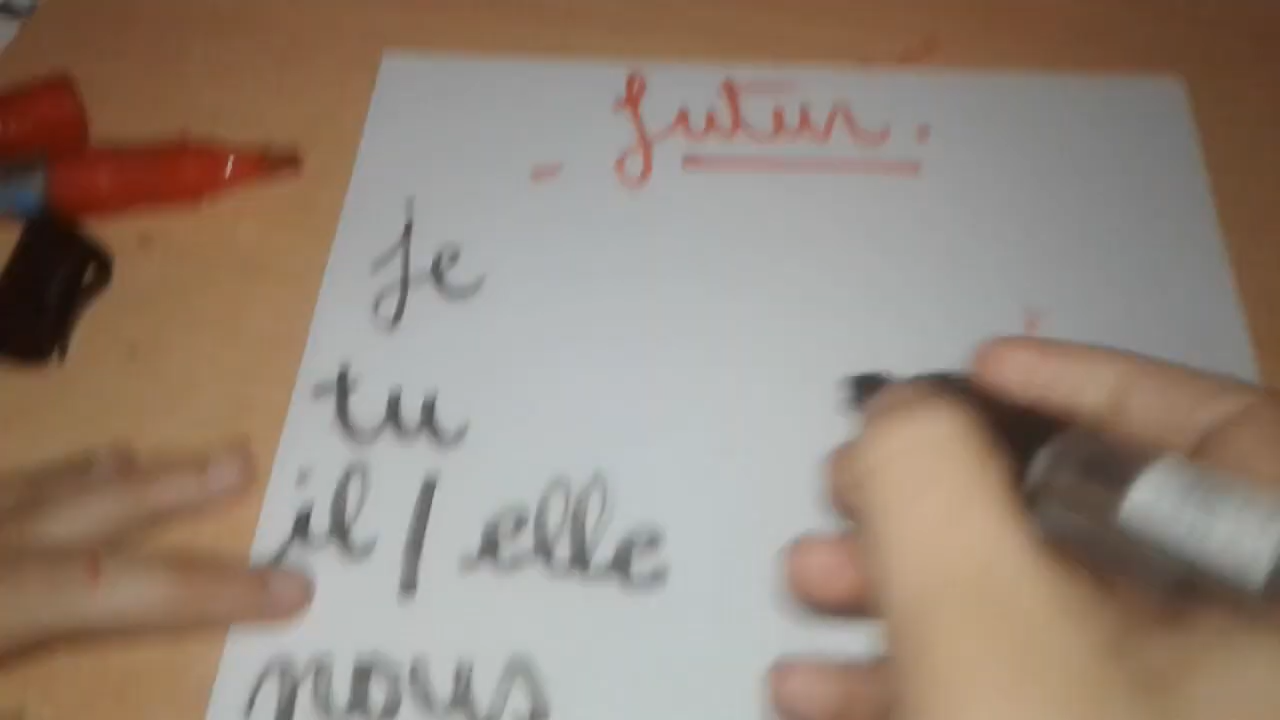 - futur.
je
tu
il / elle
nous